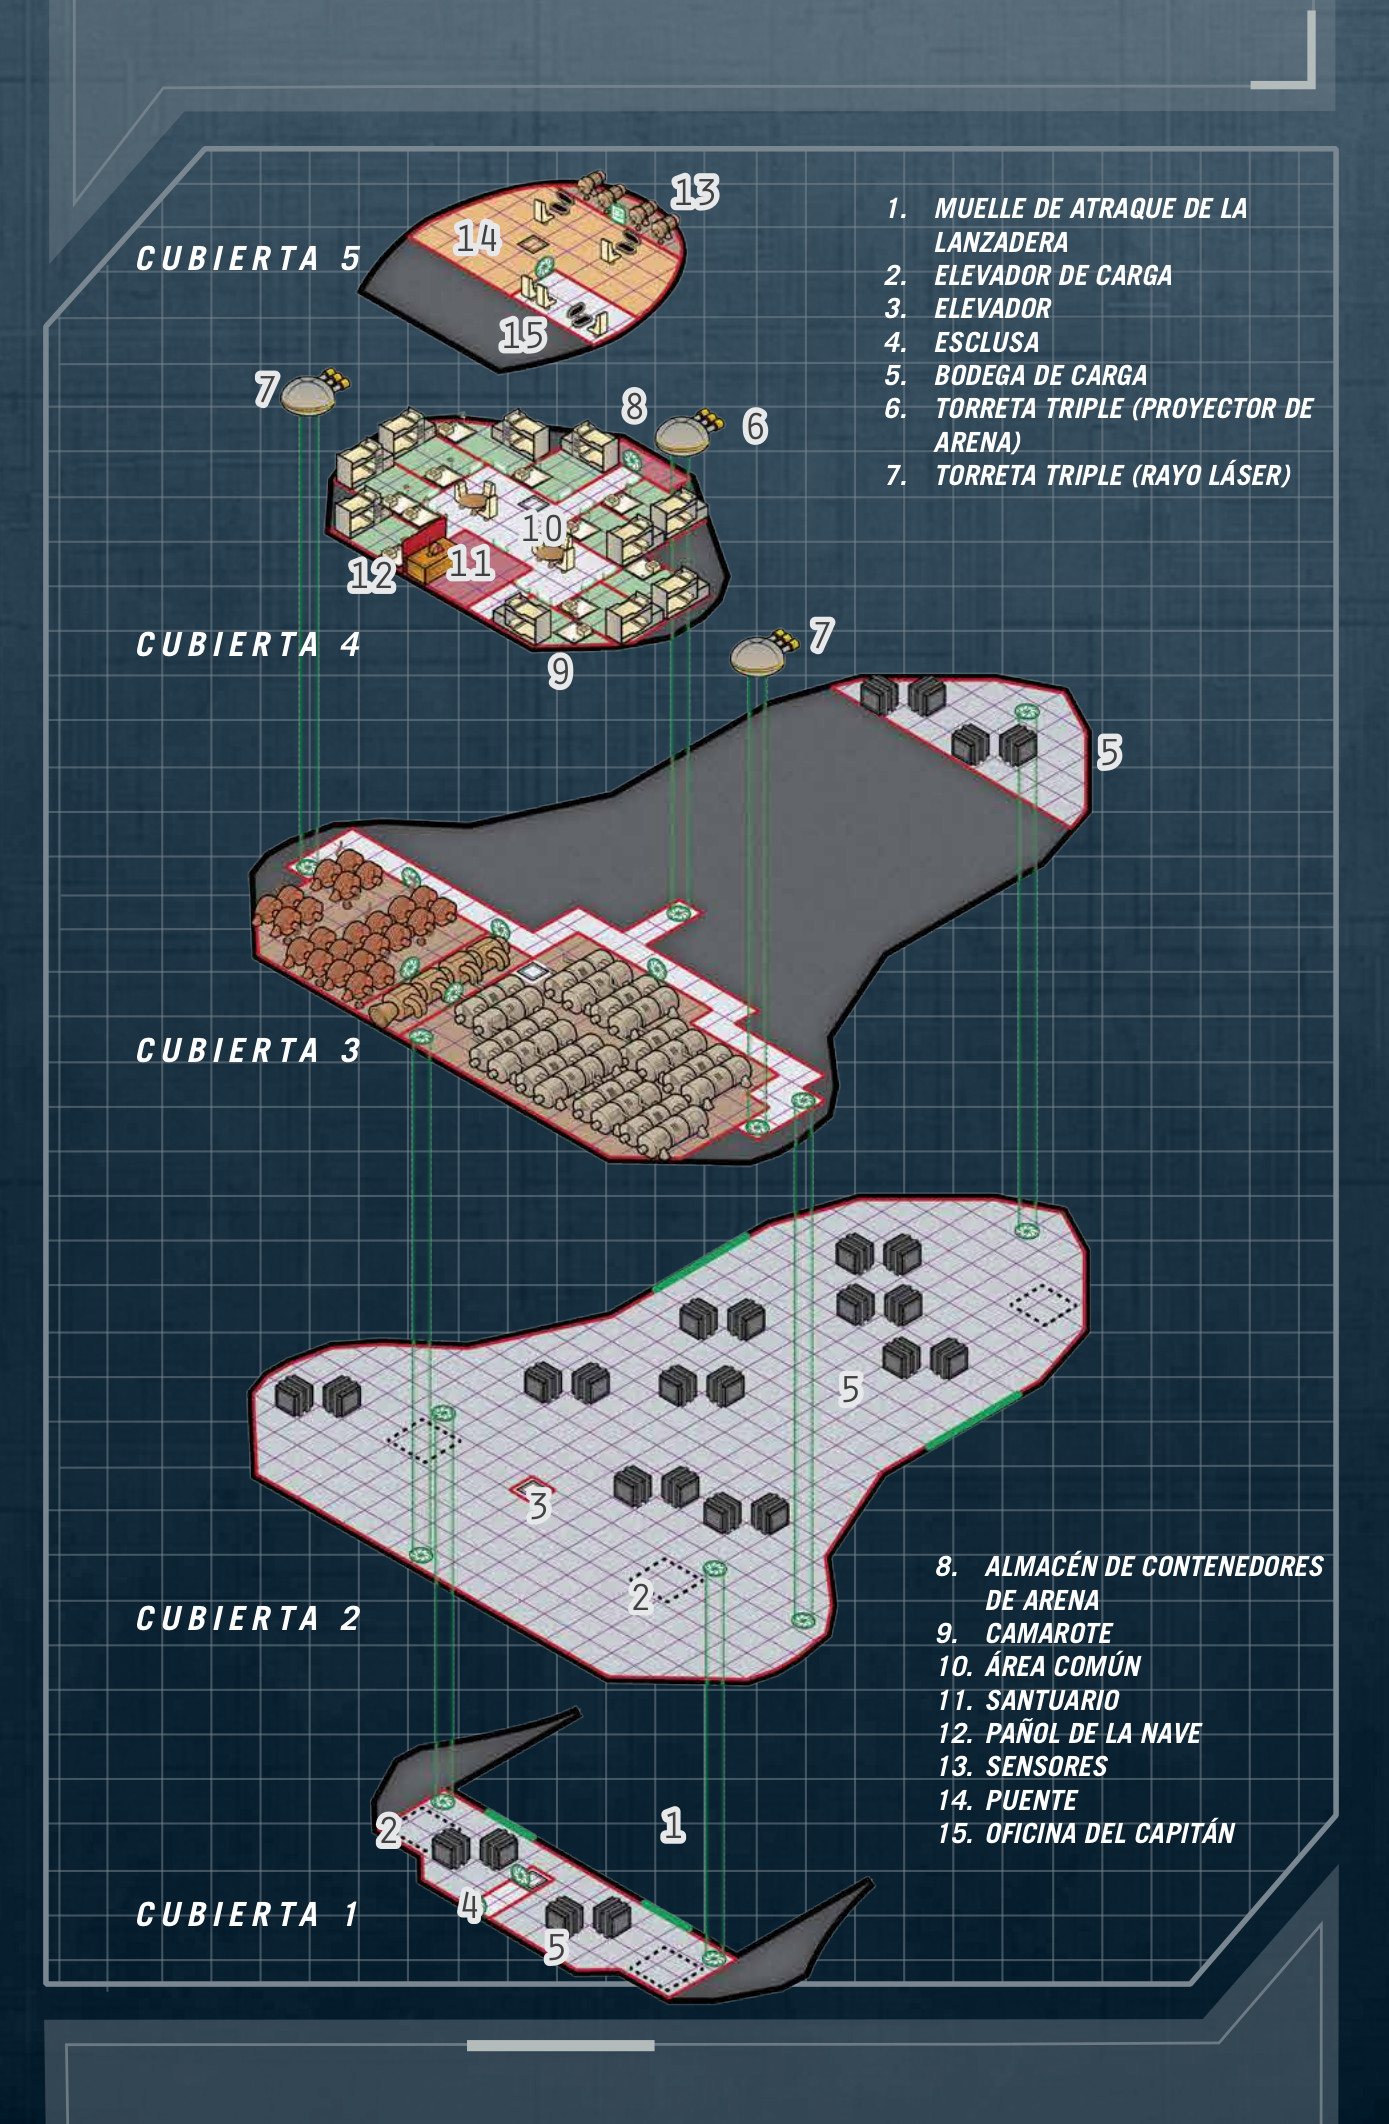 13
14
CUBIERTA 5
15
1. MUELLE DE ATRAQUE DE LA
LANZADERA
2. ELEVADOR DE CARGA
3. ELEVADOR
4. ESCLUSA
5. BODEGA DE CARGA
6. TORRETA TRIPLE (PROYECTOR DE
ARENA)
7. TORRETA TRIPLE (RAYO LÁSER)
7
8
6
10
11
12
CUBIERTA 4
9
7
5
CUBIERTA 3
5
3
2
CUBIERTA 2
8. ALMACÉN DE CONTENEDORES
DE ARENA
9. CAMAROTE
10. ÁREA COMÚN
11. SANTUARIO
12. PAÑOL DE LA NAVE
13. SENSORES
14. PUENTE
15. OFICINA DEL CAPITÁN
1
2
4
CUBIERTA 1
5